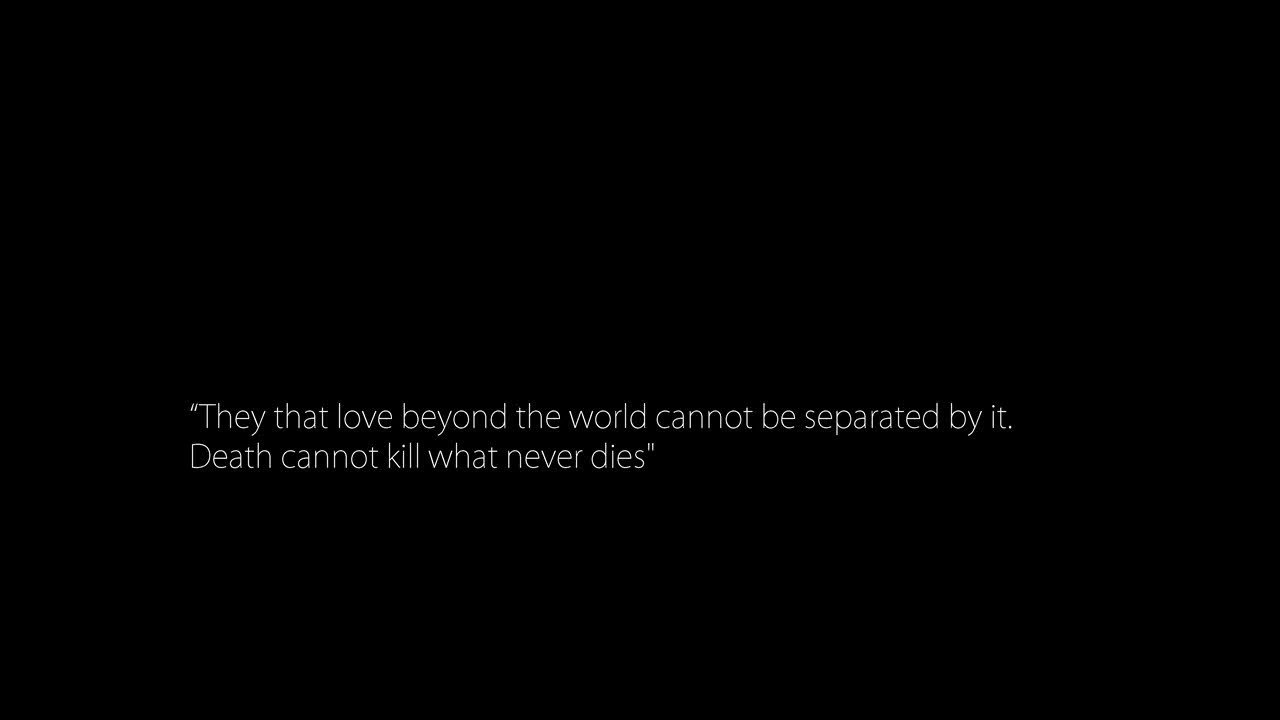 “They that love beyond the world cannot be separated by it.
Death cannot kill what never dies"